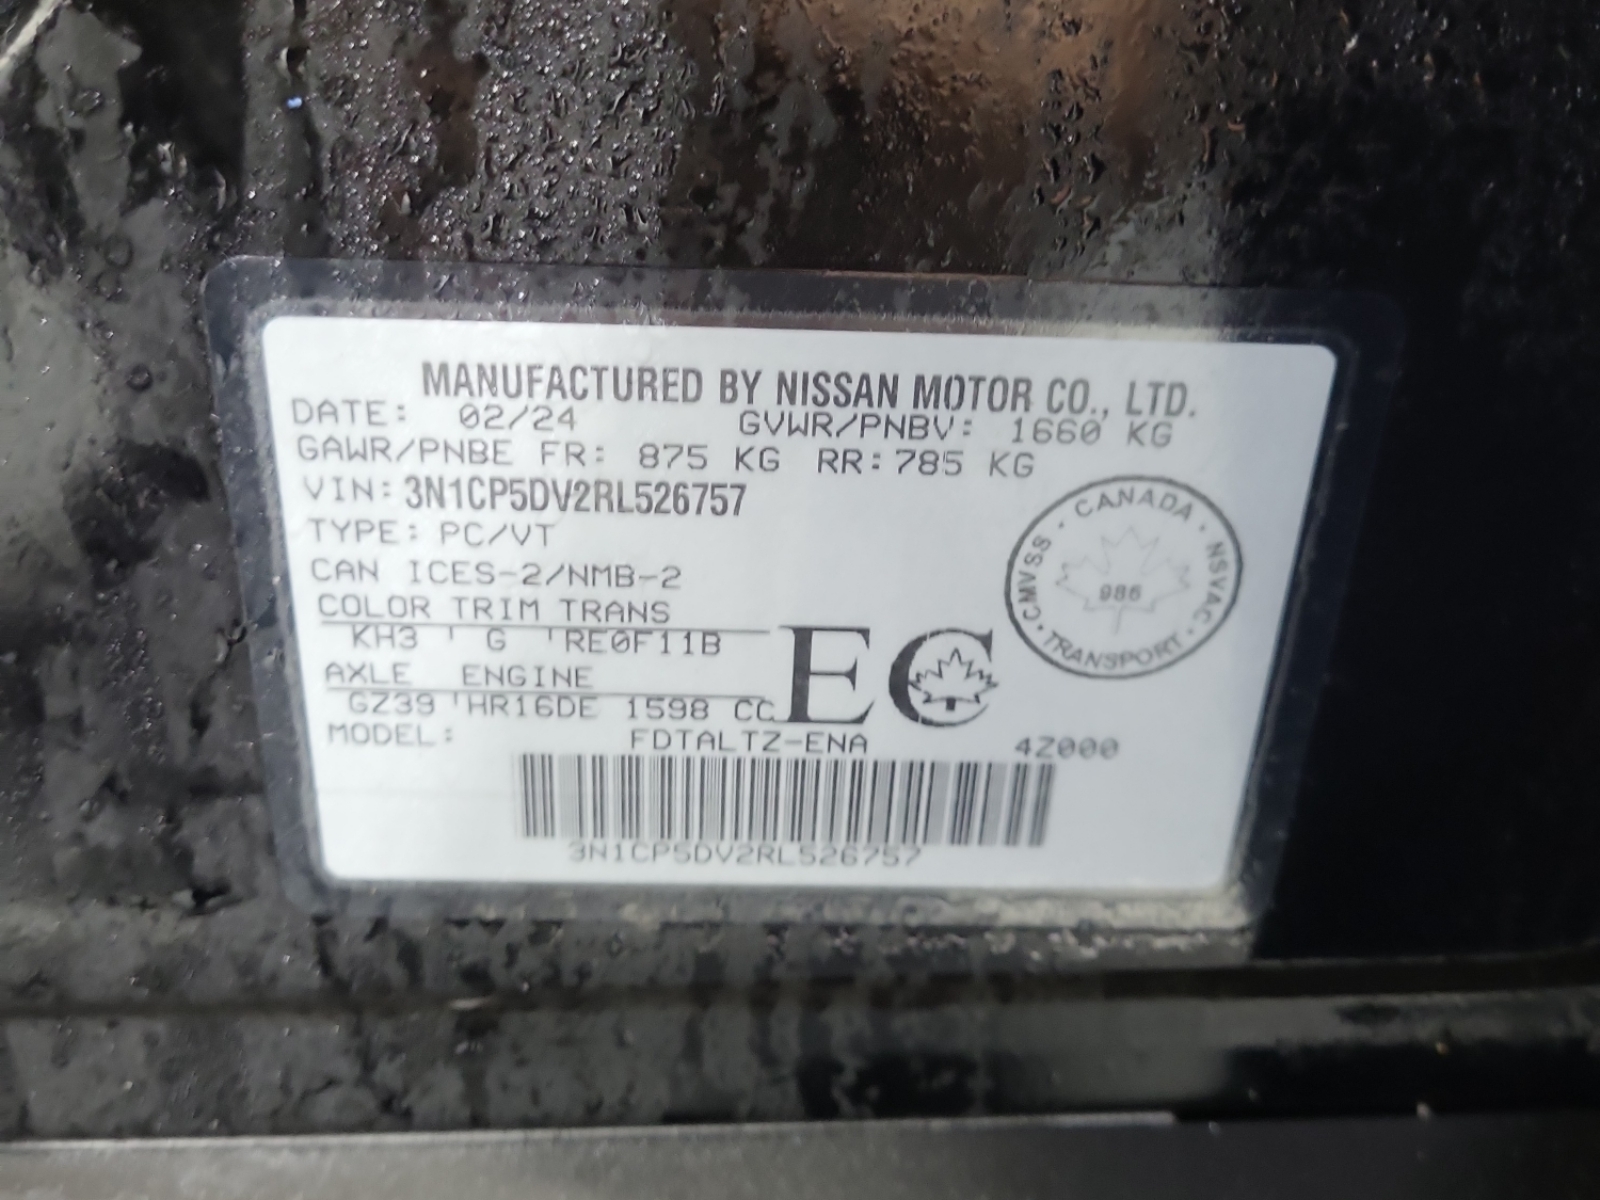 MANUFACTURED BY NISSAN MOTOR CO., LTD.
DATE: 02/24 GVWR/PNBV: 1660 KG
GAWR/PNBE FR: 875 KG RR: 785 KG
VIN: 3N1CP5DV2RL526757
TYPE: PC/VT
CAN ICES-2/NMB-2
COLOR TRIM TRANS
KH3 ' G 'RE0F11B
AXLE ENGINE
GZ39 'HR16DE 1598 CC
EC
CANADA · NSVAC · TRANSPORT · CMVSS ·
986
MODEL: FDTALTZ-ENA 4Z000
3N1CP5DV2RL526757